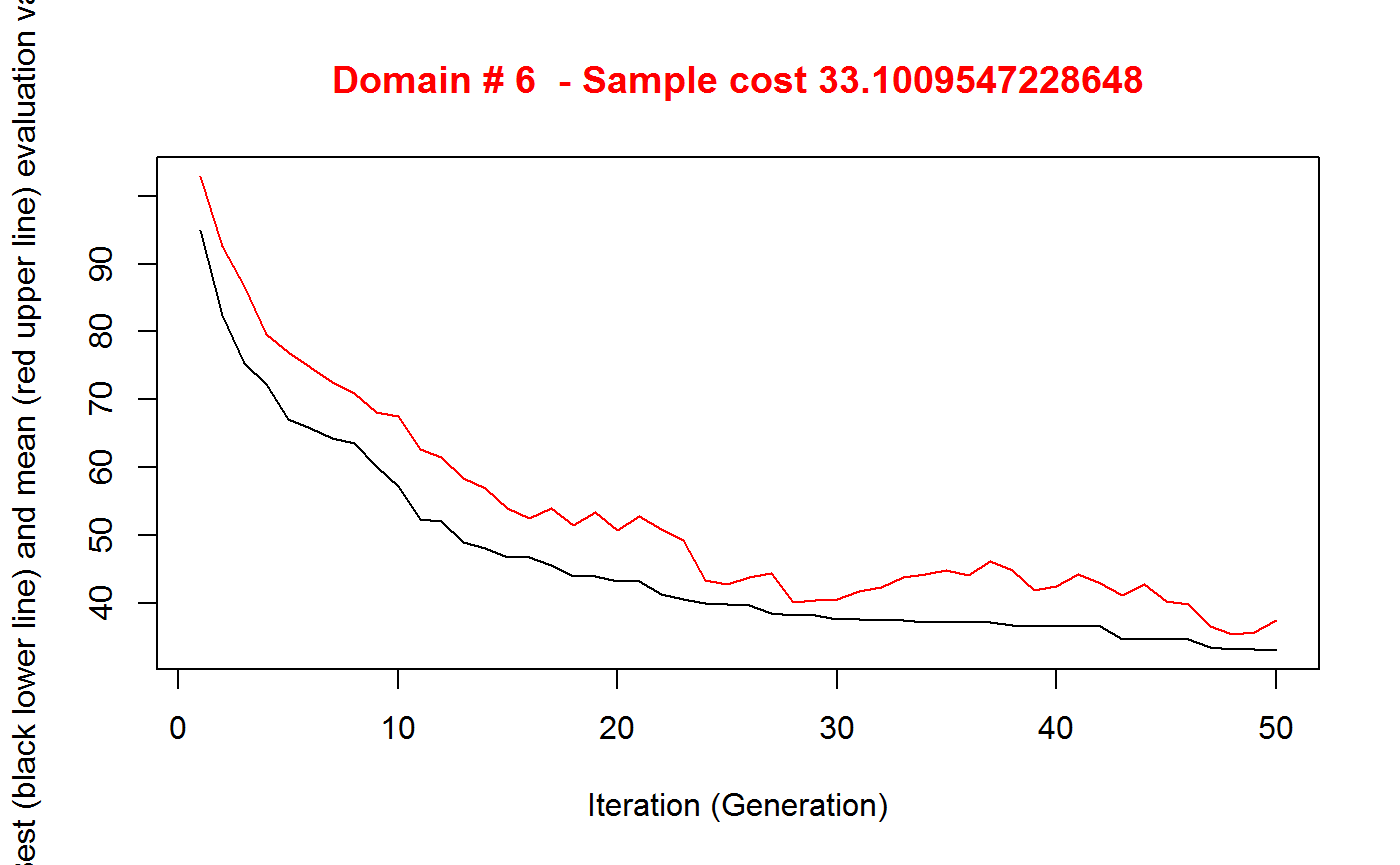 Domain # 6  - Sample cost 33.1009547228648
est (black lower line) and mean (red upper line) evaluation va
90
80
70
60
50
40
0 10 20 30 40 50
Iteration (Generation)